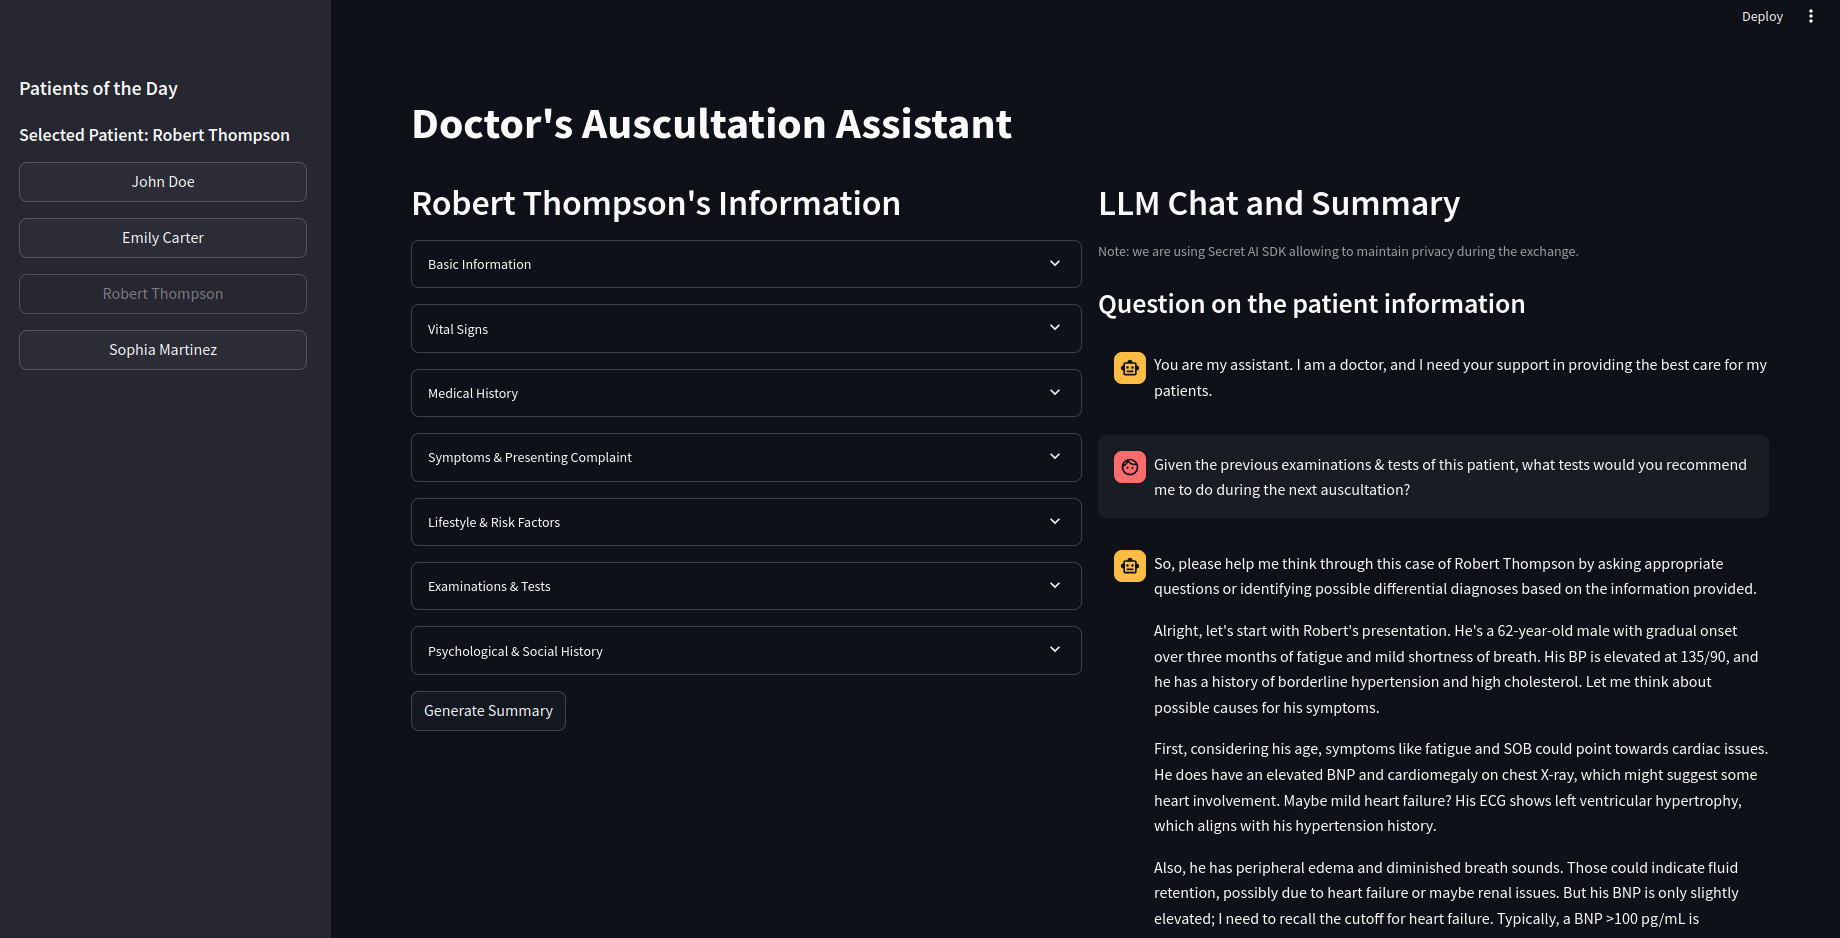 Deploy
Patients of the Day
Selected Patient: Robert Thompson
John Doe
Emily Carter
Robert Thompson
Sophia Martinez
Doctor's Auscultation Assistant
Robert Thompson's Information
Basic Information
Vital Signs
Medical History
Symptoms & Presenting Complaint
Lifestyle & Risk Factors
Examinations & Tests
Psychological & Social History
Generate Summary
LLM Chat and Summary
Note: we are using Secret AI SDK allowing to maintain privacy during the exchange.
Question on the patient information
You are my assistant. I am a doctor, and I need your support in providing the best care for my
patients.
Given the previous examinations & tests of this patient, what tests would you recommend
me to do during the next auscultation?
So, please help me think through this case of Robert Thompson by asking appropriate
questions or identifying possible differential diagnoses based on the information provided.
Alright, let's start with Robert's presentation. He's a 62-year-old male with gradual onset
over three months of fatigue and mild shortness of breath. His BP is elevated at 135/90, and
he has a history of borderline hypertension and high cholesterol. Let me think about
possible causes for his symptoms.
First, considering his age, symptoms like fatigue and SOB could point towards cardiac issues.
He does have an elevated BNP and cardiomegaly on chest X-ray, which might suggest some
heart involvement. Maybe mild heart failure? His ECG shows left ventricular hypertrophy,
which aligns with his hypertension history.
Also, he has peripheral edema and diminished breath sounds. Those could indicate fluid
retention, possibly due to heart failure or maybe renal issues. But his BNP is only slightly
elevated; I need to recall the cutoff for heart failure. Typically, a BNP >100 pg/mL is